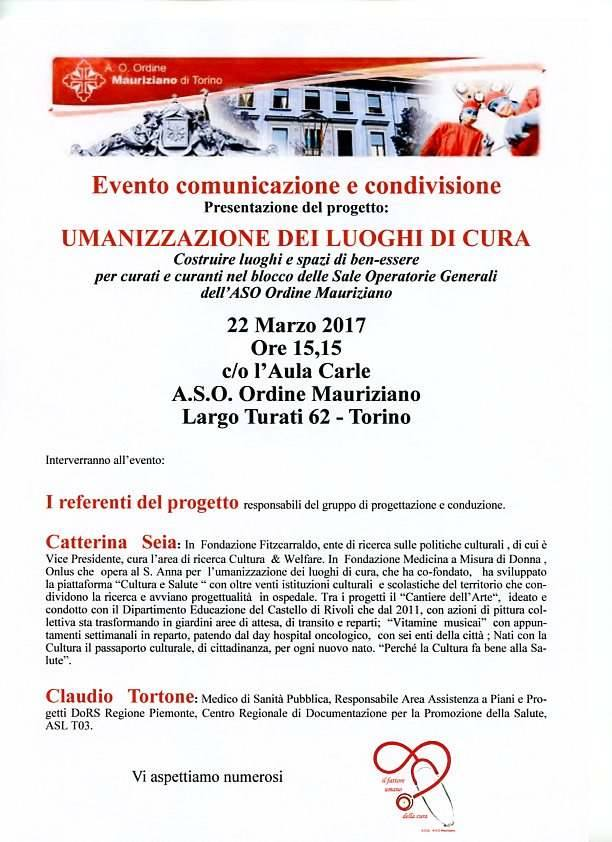 A. O. Ordine
Mauriziano di Torino
Evento comunicazione e condivisione
Presentazione del progetto:
UMANIZZAZIONE DEI LUOGHI DI CURA
Costruire luoghi e spazi di ben-essere
per curati e curanti nel blocco delle Sale Operatorie Generali
dell'ASO Ordine Mauriziano
22 Marzo 2017
Ore 15,15
c/o l'Aula Carle
A.S.O. Ordine Mauriziano
Largo Turati 62 - Torino
Interverranno all'evento:
I referenti del progetto responsabili del gruppo di progettazione e conduzione.
Catterina Seia: In Fondazione Fitzcarraldo, ente di ricerca sulle politiche culturali , di cui è
Vice Presidente, cura l'area di ricerca Cultura & Welfare. In Fondazione Medicina a Misura di Donna ,
Onlus che opera al S. Anna per l'umanizzazione dei luoghi di cura, che ha co-fondato, ha sviluppato
la piattaforma "Cultura e Salute " con oltre venti istituzioni culturali e scolastiche del territorio che con-
dividono la ricerca e avviano progettualità in ospedale. Tra i progetti il "Cantiere dell'Arte", ideato e
condotto con il Dipartimento Educazione del Castello di Rivoli che dal 2011, con azioni di pittura col-
lettiva sta trasformando in giardini aree di attesa, di transito e reparti; "Vitamine musicai" con appun-
tamenti settimanali in reparto, patendo dal day hospital oncologico, con sei enti della città ; Nati con la
Cultura il passaporto culturale, di cittadinanza, per ogni nuovo nato. "Perché la Cultura fa bene alla Sa-
lute".
Claudio Tortone: Medico di Sanità Pubblica, Responsabile Area Assistenza a Piani e Pro-
getti DoRS Regione Piemonte, Centro Regionale di Documentazione per la Promozione della Salute,
ASL T03.
Vi aspettiamo numerosi
il fattore
umano
della cura
A.S.O. Mauriziano